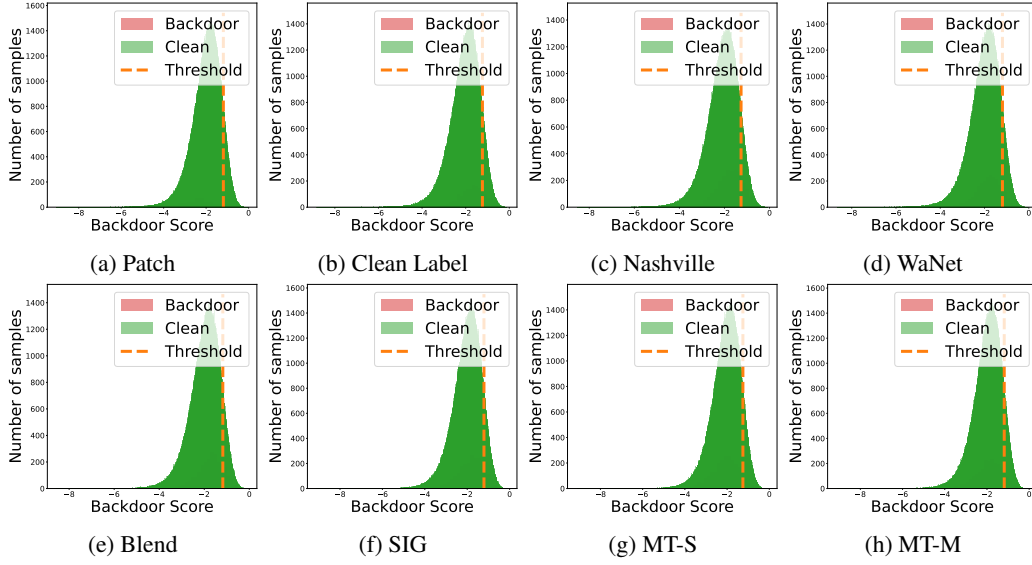 Number of samples
1600
1400
1200
1000
800
600
400
200
0
Backdoor
Clean
Threshold
−8
−6
−4
−2
0
Backdoor Score
(a) Patch
Number of samples
1400
1200
1000
800
600
400
200
0
Backdoor
Clean
Threshold
−8
−6
−4
−2
0
Backdoor Score
(b) Clean Label
Number of samples
1400
1200
1000
800
600
400
200
0
Backdoor
Clean
Threshold
−8
−6
−4
−2
0
Backdoor Score
(c) Nashville
Number of samples
1400
1200
1000
800
600
400
200
0
Backdoor
Clean
Threshold
−8
−6
−4
−2
0
Backdoor Score
(d) WaNet
Number of samples
1400
1200
1000
800
600
400
200
0
Backdoor
Clean
Threshold
−8
−6
−4
−2
0
Backdoor Score
(e) Blend
Number of samples
1600
1400
1200
1000
800
600
400
200
0
Backdoor
Clean
Threshold
−8
−6
−4
−2
0
Backdoor Score
(f) SIG
Number of samples
1400
1200
1000
800
600
400
200
0
Backdoor
Clean
Threshold
−8
−6
−4
−2
0
Backdoor Score
(g) MT-S
Number of samples
1400
1200
1000
800
600
400
200
0
Backdoor
Clean
Threshold
−8
−6
−4
−2
0
Backdoor Score
(h) MT-M